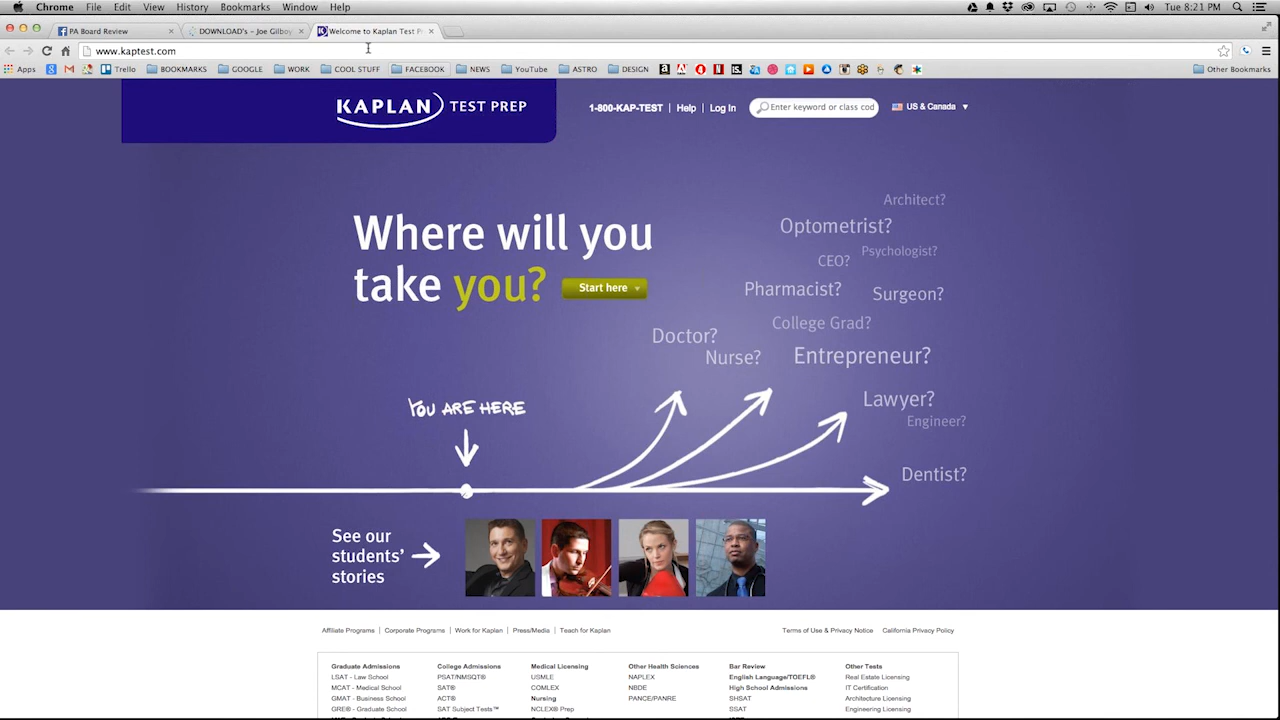 Chrome File Edit View History Bookmarks Window Help Tue 8:21 PM
PA Board Review
DOWNLOAD's – Joe Gilboy
Welcome to Kaplan Test Pr
www.kaptest.com
Apps Trello BOOKMARKS GOOGLE WORK COOL STUFF FACEBOOK NEWS YouTube ASTRO DESIGN Other Bookmarks
KAPLAN TEST PREP
1-800-KAP-TEST | Help | Log In Enter keyword or class cod US & Canada
Where will you
take you?
Start here
Architect?
Optometrist?
Psychologist?
CEO?
Pharmacist?
Surgeon?
College Grad?
Doctor?
Nurse?
Entrepreneur?
Lawyer?
Engineer?
Dentist?
YOU ARE HERE
See our
students'
stories
Affiliate Programs | Corporate Programs | Work for Kaplan | Press/Media | Teach for Kaplan
Terms of Use & Privacy Notice California Privacy Policy
Graduate Admissions
LSAT - Law School
MCAT - Medical School
GMAT - Business School
GRE® - Graduate School
College Admissions
PSAT/NMSQT®
SAT®
ACT®
SAT Subject Tests™
Medical Licensing
USMLE
COMLEX
Nursing
NCLEX® Prep
Other Health Sciences
NAPLEX
NBDE
PANCE/PANRE
Bar Review
English Language/TOEFL®
High School Admissions
SHSAT
SSAT
Other Tests
Real Estate Licensing
IT Certification
Architecture Licensing
Engineering Licensing